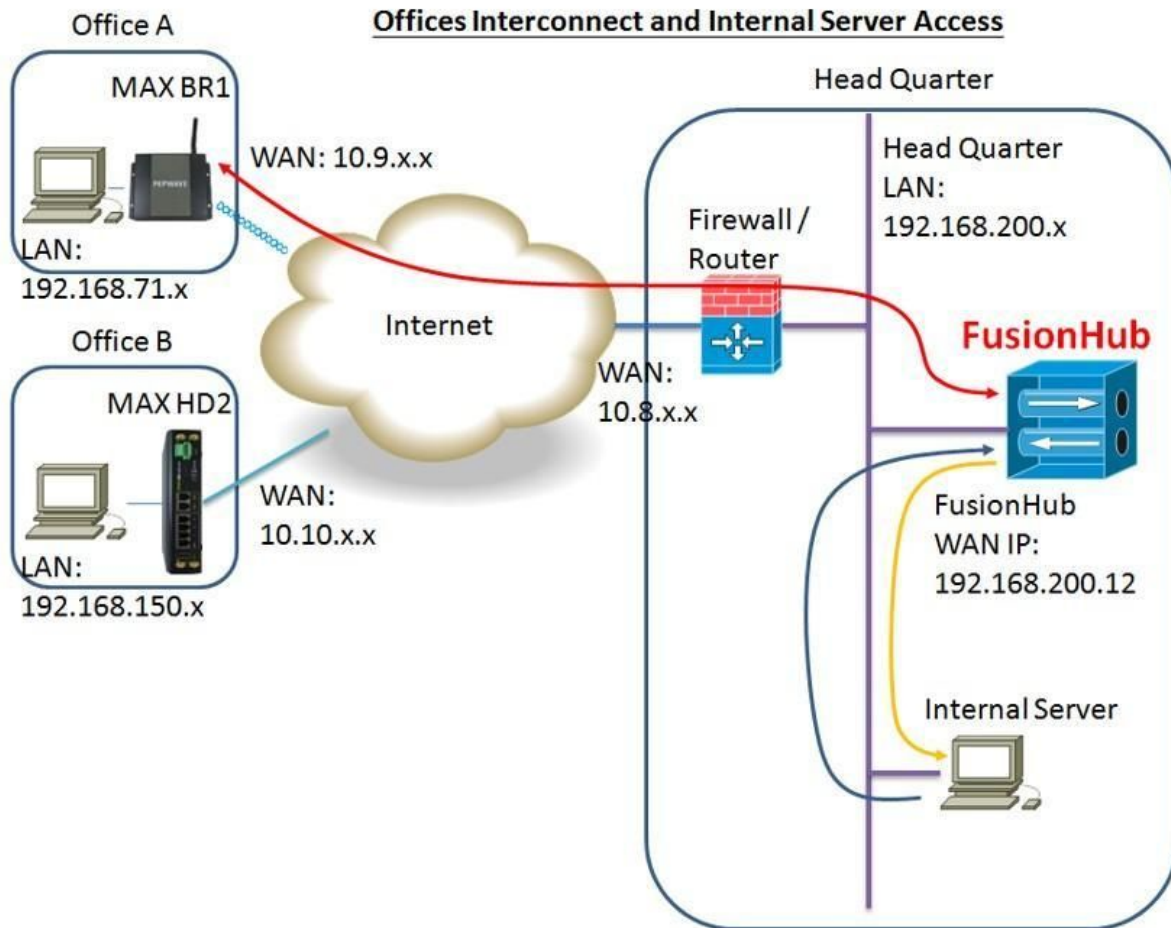 Offices Interconnect and Internal Server Access
Office A
MAX BR1
PEPWAVE
LAN:
192.168.71.x
WAN: 10.9.x.x
Office B
MAX HD2
LAN:
192.168.150.x
WAN:
10.10.x.x
Internet
WAN:
10.8.x.x
Head Quarter
Firewall /
Router
Head Quarter
LAN:
192.168.200.x
FusionHub
FusionHub
WAN IP:
192.168.200.12
Internal Server